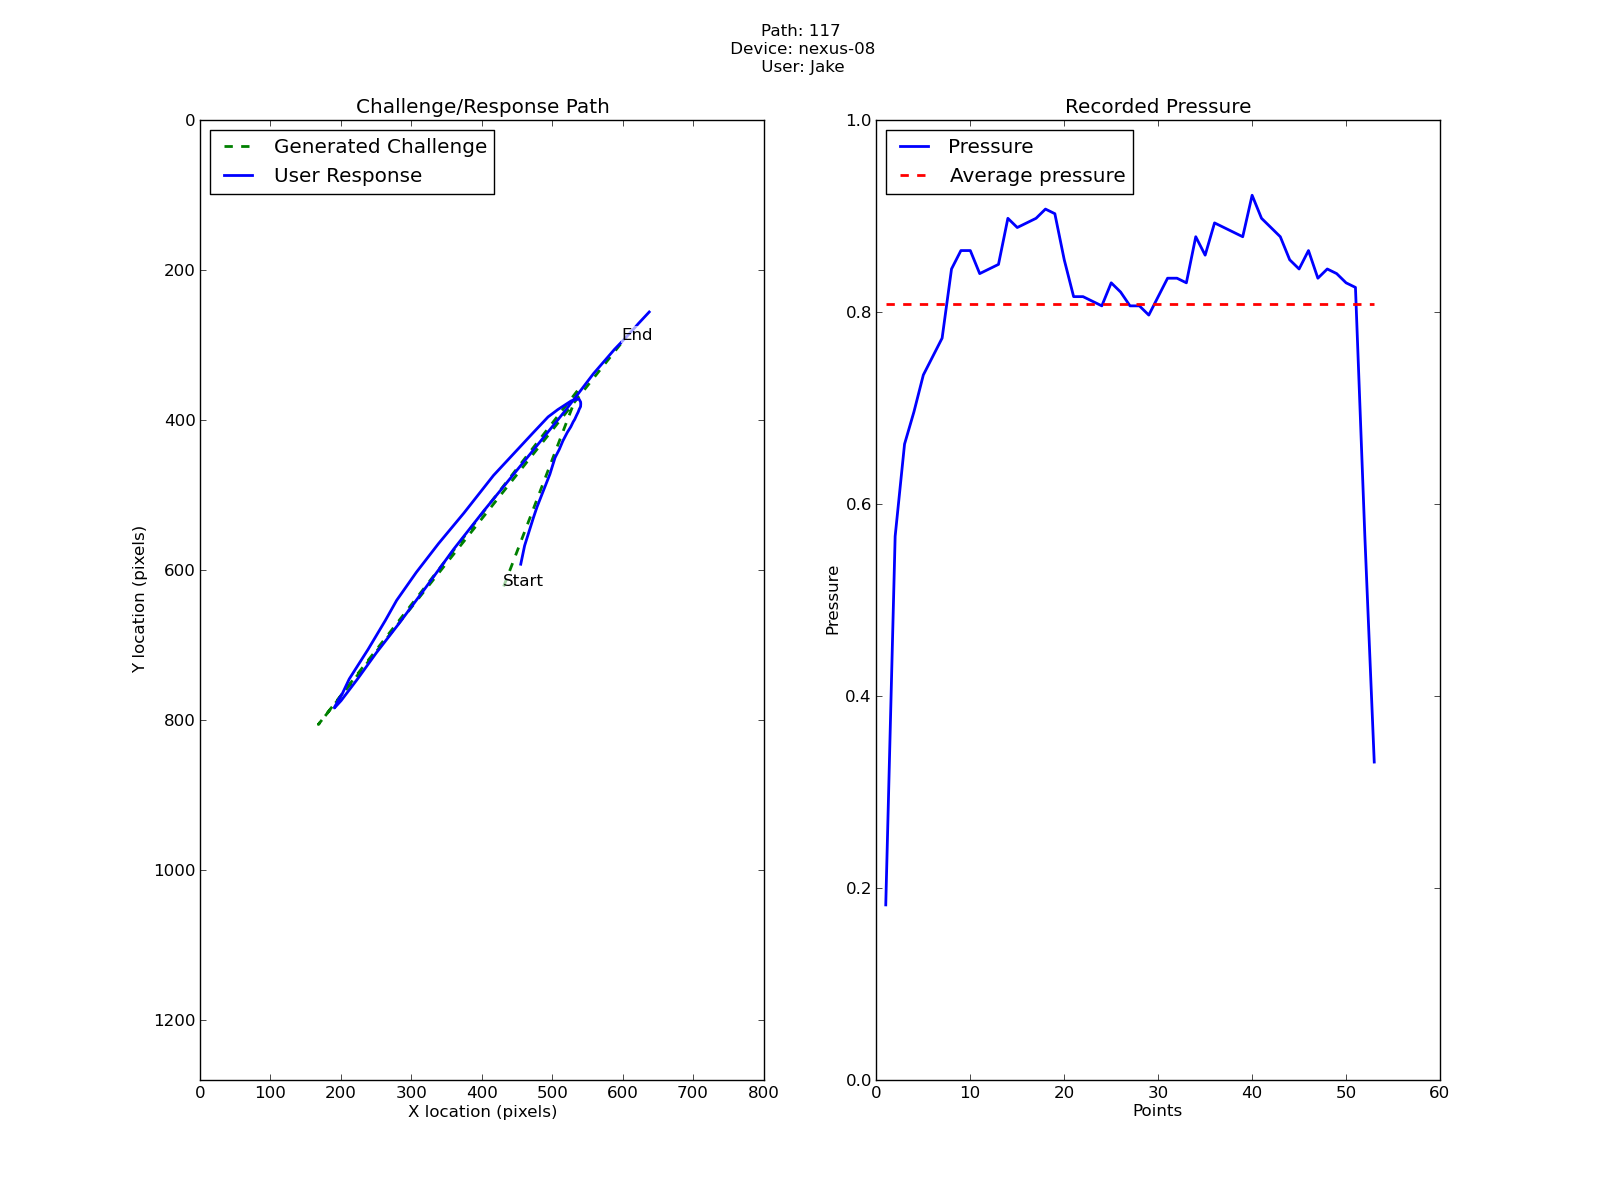 Path: 117
Device: nexus-08
User: Jake
Challenge/Response Path
Generated Challenge
User Response
End
Start
0
200
400
600
800
1000
1200
Y location (pixels)
0 100 200 300 400 500 600 700 800
X location (pixels)
Recorded Pressure
Pressure
Average pressure
1.0
0.8
0.6
0.4
0.2
0.0
Pressure
0 10 20 30 40 50 60
Points